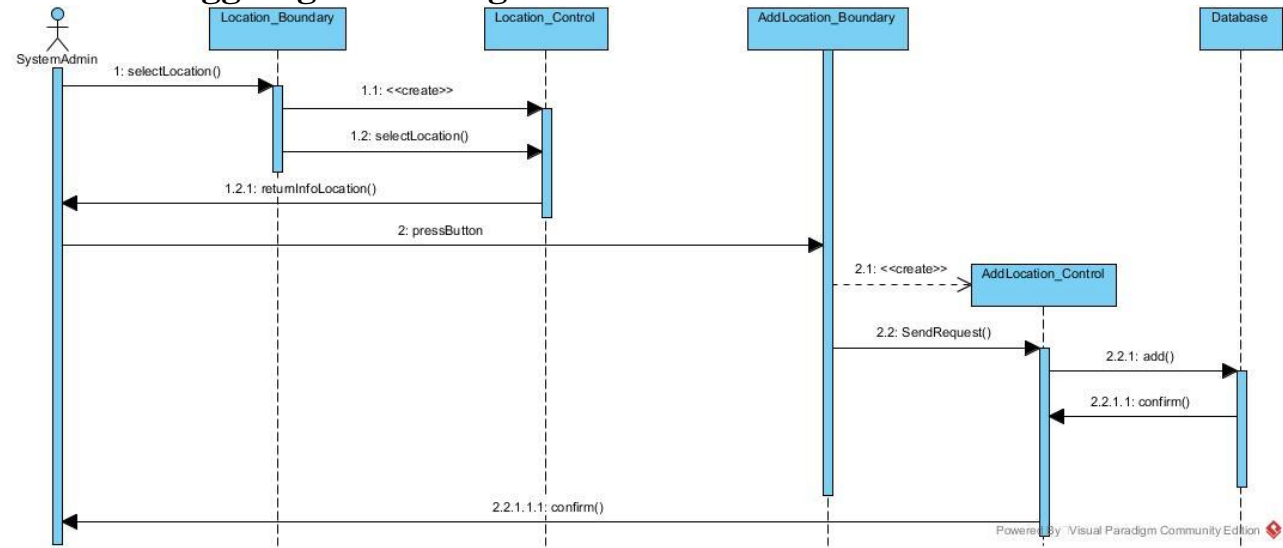 Location_Boundary
Location_Control
AddLocation_Boundary
Database
SystemAdmin
1: selectLocation()
1.1: <<create>>
1.2: selectLocation()
1.2.1: returnInfoLocation()
2: pressButton
2.1: <<create>>
AddLocation_Control
2.2: SendRequest()
2.2.1: add()
2.2.1.1: confirm()
2.2.1.1.1: confirm()
Powered By Visual Paradigm Community Edition